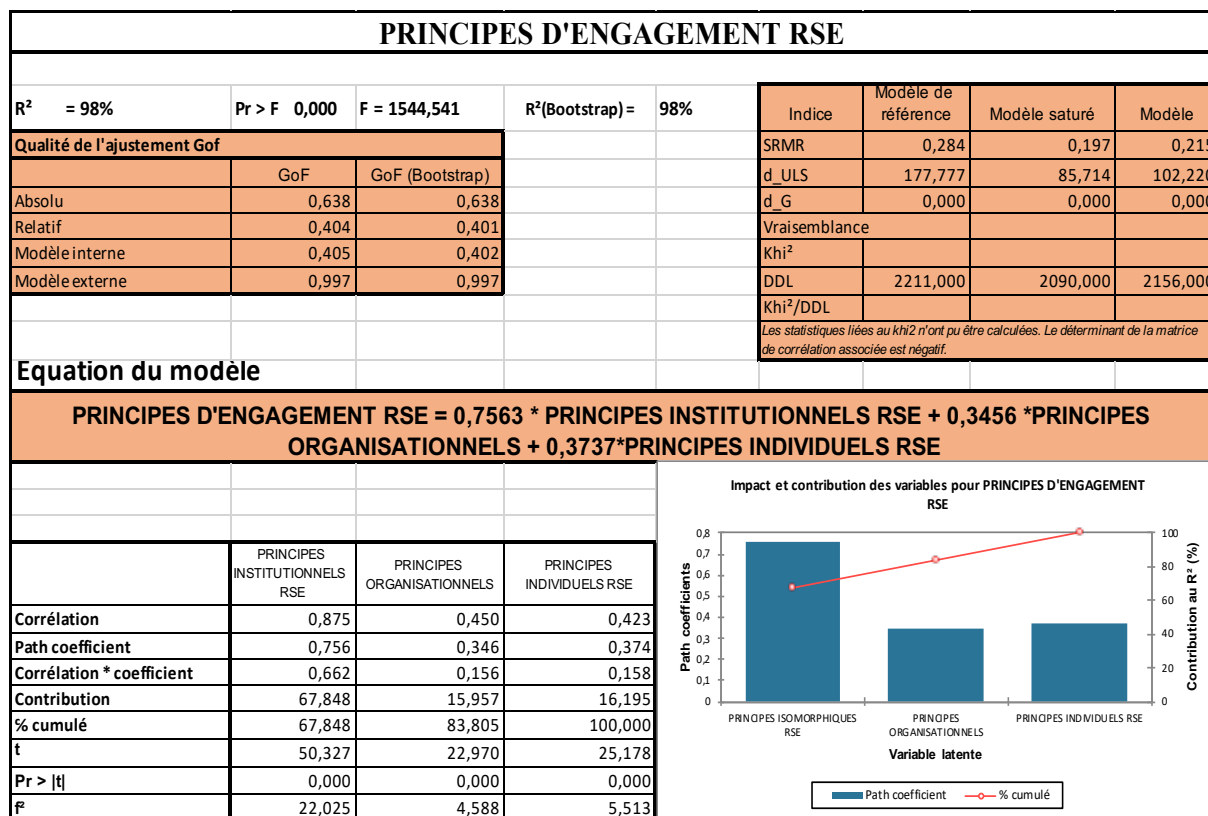 PRINCIPES D'ENGAGEMENT RSE
R² = 98% Pr > F 0,000 F = 1544,541 R²(Bootstrap) = 98%
Qualité de l'ajustement Gof
GoF GoF (Bootstrap)
Absolu 0,638 0,638
Relatif 0,404 0,401
Modèle interne 0,405 0,402
Modèle externe 0,997 0,997
Indice Modèle de référence Modèle saturé Modèle
SRMR 0,284 0,197 0,215
d_ULS 177,777 85,714 102,220
d_G 0,000 0,000 0,000
Vraisemblance
Khi²
DDL 2211,000 2090,000 2156,000
Khi²/DDL
Les statistiques liées au khi2 n'ont pu être calculées. Le déterminant de la matrice
de corrélation associée est négatif.
Equation du modèle
PRINCIPES D'ENGAGEMENT RSE = 0,7563 * PRINCIPES INSTITUTIONNELS RSE + 0,3456 *PRINCIPES
ORGANISATIONNELS + 0,3737*PRINCIPES INDIVIDUELS RSE
PRINCIPES INSTITUTIONNELS RSE PRINCIPES ORGANISATIONNELS PRINCIPES INDIVIDUELS RSE
Corrélation 0,875 0,450 0,423
Path coefficient 0,756 0,346 0,374
Corrélation * coefficient 0,662 0,156 0,158
Contribution 67,848 15,957 16,195
% cumulé 67,848 83,805 100,000
t 50,327 22,970 25,178
Pr > |t| 0,000 0,000 0,000
f² 22,025 4,588 5,513
Impact et contribution des variables pour PRINCIPES D'ENGAGEMENT
RSE
Path coefficients
0,8
0,7
0,6
0,5
0,4
0,3
0,2
0,1
0
100
80
60
40
20
0
Contribution au R² (%)
PRINCIPES ISOMORPHIQUES
RSE
PRINCIPES
ORGANISATIONNELS
PRINCIPES INDIVIDUELS RSE
Variable latente
Path coefficient % cumulé